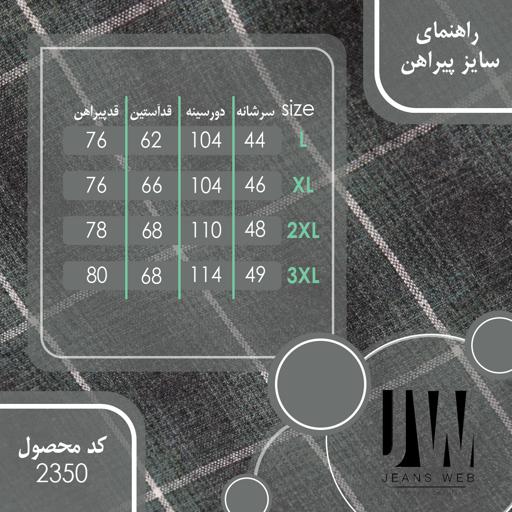 راهنمای
سایز پیراهن
size سرشانه دورسینه قدآستین قدپیراهن
L 44 104 62 76
XL 46 104 66 76
2XL 48 110 68 78
3XL 49 114 68 80
کد محصول
2350
JW
JEANS WEB